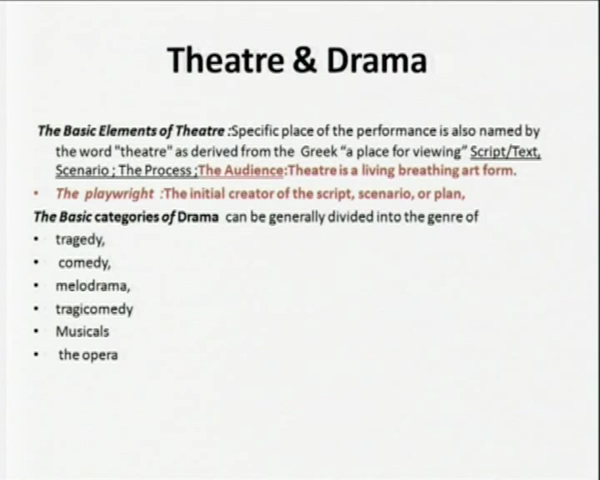 Theatre & Drama
The Basic Elements of Theatre :Specific place of the performance is also named by
the word "theatre" as derived from the Greek “a place for viewing” Script/Text,
Scenario ; The Process ;The Audience:Theatre is a living breathing art form.
• The playwright :The initial creator of the script, scenario, or plan,
The Basic categories of Drama can be generally divided into the genre of
• tragedy,
• comedy,
• melodrama,
• tragicomedy
• Musicals
• the opera